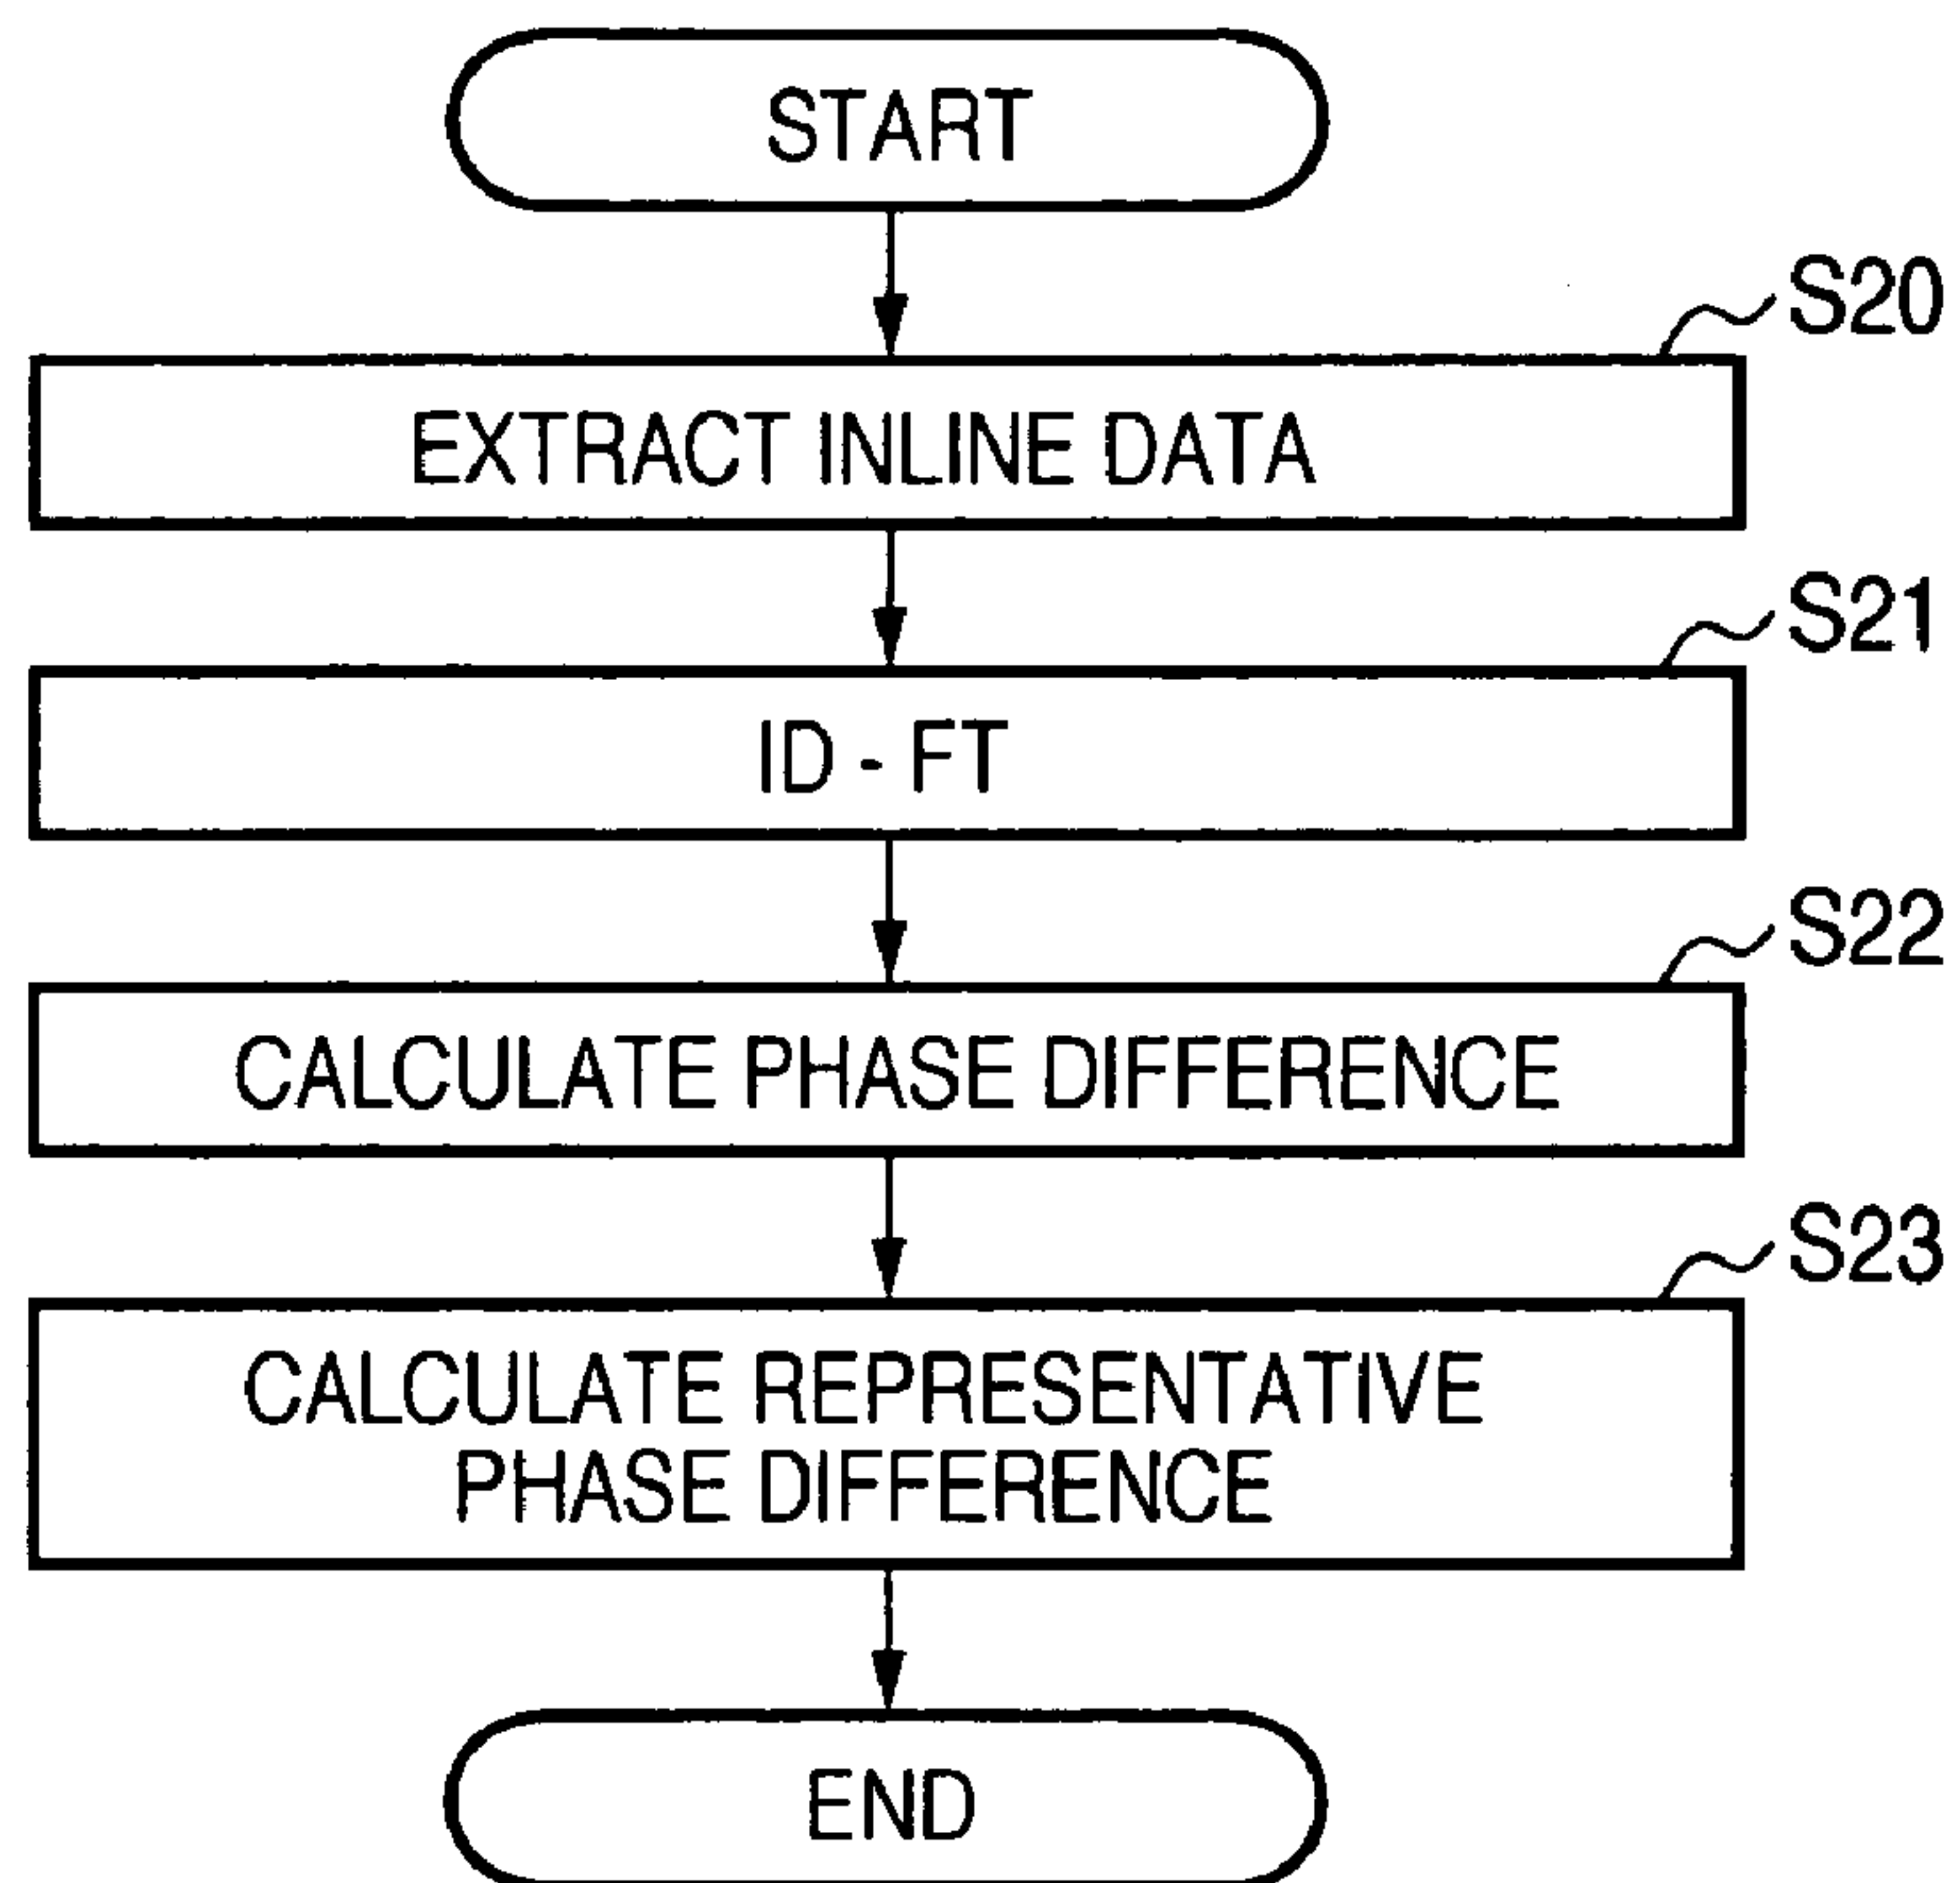 START
S20
EXTRACT INLINE DATA
S21
ID - FT
S22
CALCULATE PHASE DIFFERENCE
S23
CALCULATE REPRESENTATIVE
PHASE DIFFERENCE
END